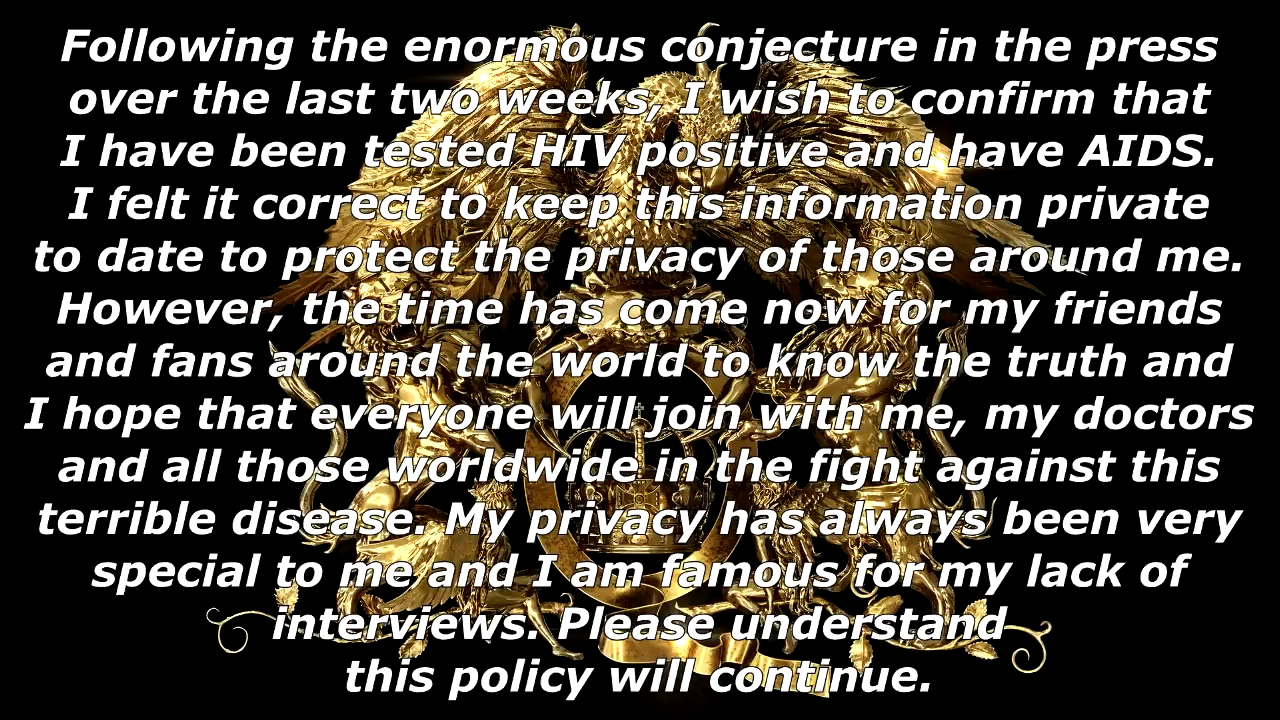 Following the enormous conjecture in the press
over the last two weeks, I wish to confirm that
I have been tested HIV positive and have AIDS.
I felt it correct to keep this information private
to date to protect the privacy of those around me.
However, the time has come now for my friends
and fans around the world to know the truth and
I hope that everyone will join with me, my doctors
and all those worldwide in the fight against this
terrible disease. My privacy has always been very
special to me and I am famous for my lack of
interviews. Please understand
this policy will continue.